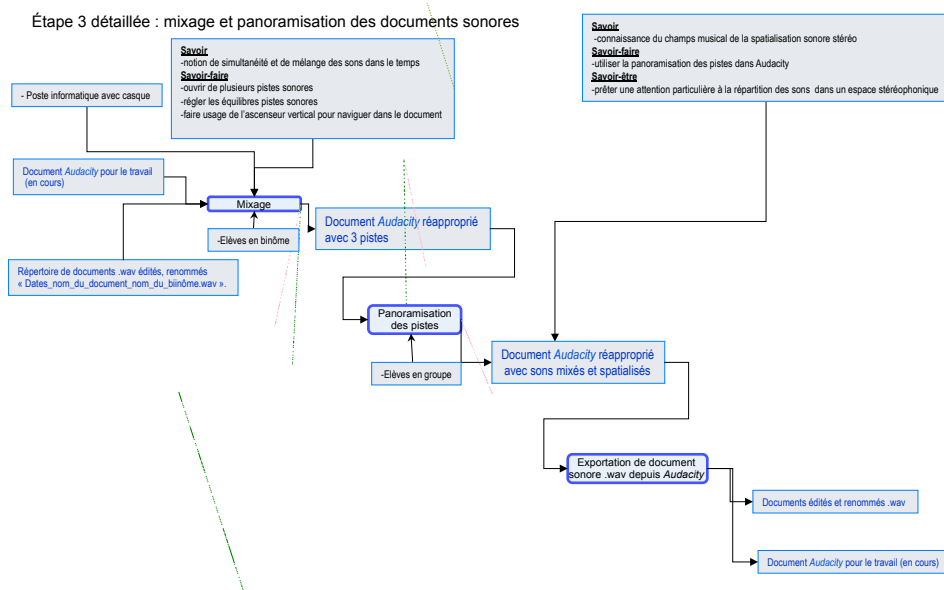 Étape 3 détaillée : mixage et panoramisation des documents sonores
Savoir
-notion de simultanéité et de mélange des sons dans le temps
Savoir-faire
-ouvrir de plusieurs pistes sonores
-régler les équilibres pistes sonores
-faire usage de l'ascenseur vertical pour naviguer dans le document
Savoir
-connaissance du champs musical de la spatialisation sonore stéréo
Savoir-faire
-utiliser la panoramisation des pistes dans Audacity
Savoir-être
-prêter une attention particulière à la répartition des sons dans un espace stéréophonique
- Poste informatique avec casque
Document Audacity pour le travail
(en cours)
Mixage
Document Audacity réapproprié
avec 3 pistes
-Elèves en binôme
Répertoire de documents .wav édités, renommés
« Dates_nom_du_document_nom_du_biinôme.wav ».
Panoramisation
des pistes
Document Audacity réapproprié
avec sons mixés et spatialisés
-Elèves en groupe
Exportation de document
sonore .wav depuis Audacity
Documents édités et renommés .wav
Document Audacity pour le travail (en cours)